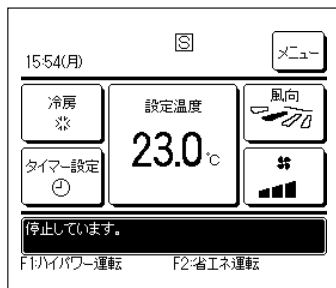 S
15:54(月)
メニュー
冷房
設定温度
23.0℃
風向
タイマー設定
停止しています。
F1:ハイパワー運転 F2:省エネ運転